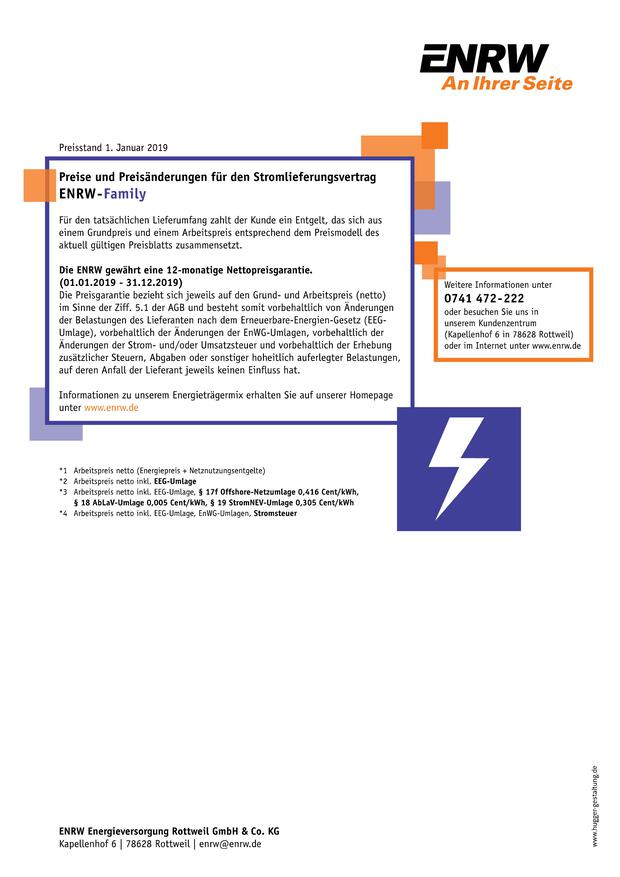 ENRW
An Ihrer Seite
Preisstand 1. Januar 2019
Preise und Preisänderungen für den Stromlieferungsvertrag
ENRW-Family
Für den tatsächlichen Lieferumfang zahlt der Kunde ein Entgelt, das sich aus
einem Grundpreis und einem Arbeitspreis entsprechend dem Preismodell des
aktuell gültigen Preisblatts zusammensetzt.
Die ENRW gewährt eine 12-monatige Nettopreisgarantie.
(01.01.2019 - 31.12.2019)
Die Preisgarantie bezieht sich jeweils auf den Grund- und Arbeitspreis (netto)
im Sinne der Ziff. 5.1 der AGB und besteht somit vorbehaltlich von Änderungen
der Belastungen des Lieferanten nach dem Erneuerbare-Energien-Gesetz (EEG-
Umlage), vorbehaltlich der Änderungen der EnWG-Umlagen, vorbehaltlich der
Änderungen der Strom- und/oder Umsatzsteuer und vorbehaltlich der Erhebung
zusätzlicher Steuern, Abgaben oder sonstiger hoheitlich auferlegter Belastungen,
auf deren Anfall der Lieferant jeweils keinen Einfluss hat.
Informationen zu unserem Energieträgermix erhalten Sie auf unserer Homepage
unter www.enrw.de
Weitere Informationen unter
0741 472-222
oder besuchen Sie uns in
unserem Kundenzentrum
(Kapellenhof 6 in 78628 Rottweil)
oder im Internet unter www.enrw.de
*1 Arbeitspreis netto (Energiepreis + Netznutzungsentgelte)
*2 Arbeitspreis netto inkl. EEG-Umlage
*3 Arbeitspreis netto inkl. EEG-Umlage, § 17f Offshore-Netzumlage 0,416 Cent/kWh,
§ 18 AbLaV-Umlage 0,005 Cent/kWh, § 19 StromNEV-Umlage 0,305 Cent/kWh
*4 Arbeitspreis netto inkl. EEG-Umlage, EnWG-Umlagen, Stromsteuer
www.hugger-gestaltung.de
ENRW Energieversorgung Rottweil GmbH & Co. KG
Kapellenhof 6 | 78628 Rottweil | enrw@enrw.de